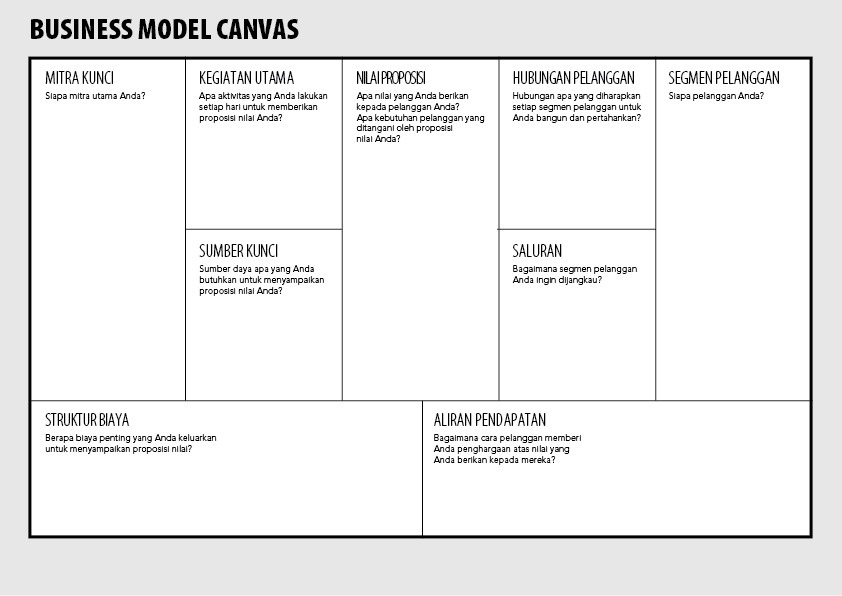 BUSINESS MODEL CANVAS
MITRA KUNCI
Siapa mitra utama Anda?
KEGIATAN UTAMA
Apa aktivitas yang Anda lakukan
setiap hari untuk memberikan
proposisi nilai Anda?
SUMBER KUNCI
Sumber daya apa yang Anda
butuhkan untuk menyampaikan
proposisi nilai Anda?
NILAI PROPOSISI
Apa nilai yang Anda berikan
kepada pelanggan Anda?
Apa kebutuhan pelanggan yang
ditangani oleh proposisi
nilai Anda?
HUBUNGAN PELANGGAN
Hubungan apa yang diharapkan
setiap segmen pelanggan untuk
Anda bangun dan pertahankan?
SALURAN
Bagaimana segmen pelanggan
Anda ingin dijangkau?
SEGMEN PELANGGAN
Siapa pelanggan Anda?
STRUKTUR BIAYA
Berapa biaya penting yang Anda keluarkan
untuk menyampaikan proposisi nilai?
ALIRAN PENDAPATAN
Bagaimana cara pelanggan memberi
Anda penghargaan atas nilai yang
Anda berikan kepada mereka?